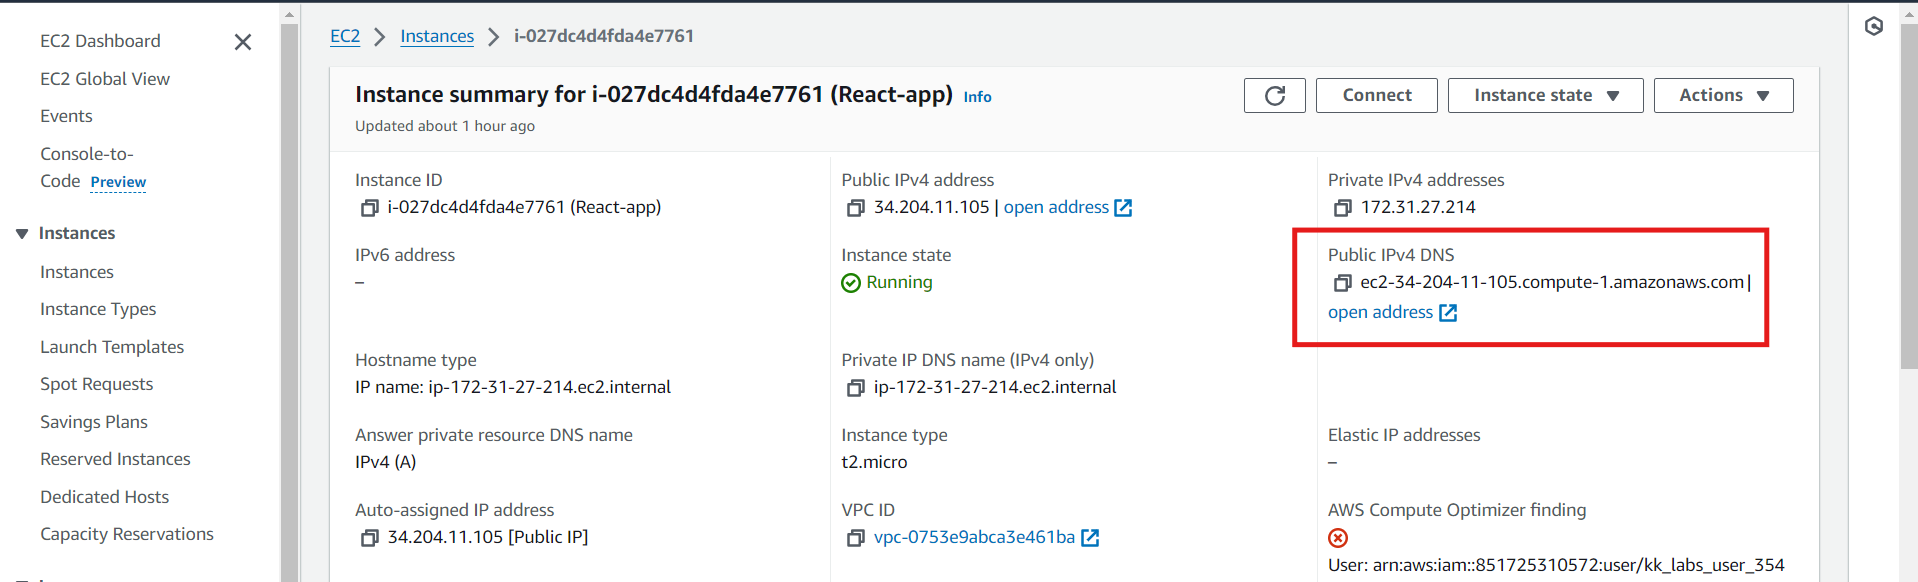 EC2 Dashboard
EC2 Global View
Events
Console-to-
Code Preview
Instances
Instances
Instance Types
Launch Templates
Spot Requests
Savings Plans
Reserved Instances
Dedicated Hosts
Capacity Reservations
EC2 > Instances > i-027dc4d4fda4e7761
Instance summary for i-027dc4d4fda4e7761 (React-app) Info
Updated about 1 hour ago
Connect
Instance state
Actions
Instance ID
i-027dc4d4fda4e7761 (React-app)
Public IPv4 address
34.204.11.105 | open address
Private IPv4 addresses
172.31.27.214
IPv6 address
–
Instance state
Running
Public IPv4 DNS
ec2-34-204-11-105.compute-1.amazonaws.com |
open address
Hostname type
IP name: ip-172-31-27-214.ec2.internal
Private IP DNS name (IPv4 only)
ip-172-31-27-214.ec2.internal
Answer private resource DNS name
IPv4 (A)
Instance type
t2.micro
Elastic IP addresses
–
Auto-assigned IP address
34.204.11.105 [Public IP]
VPC ID
vpc-0753e9abca3e461ba
AWS Compute Optimizer finding
User: arn:aws:iam::851725310572:user/kk_labs_user_354